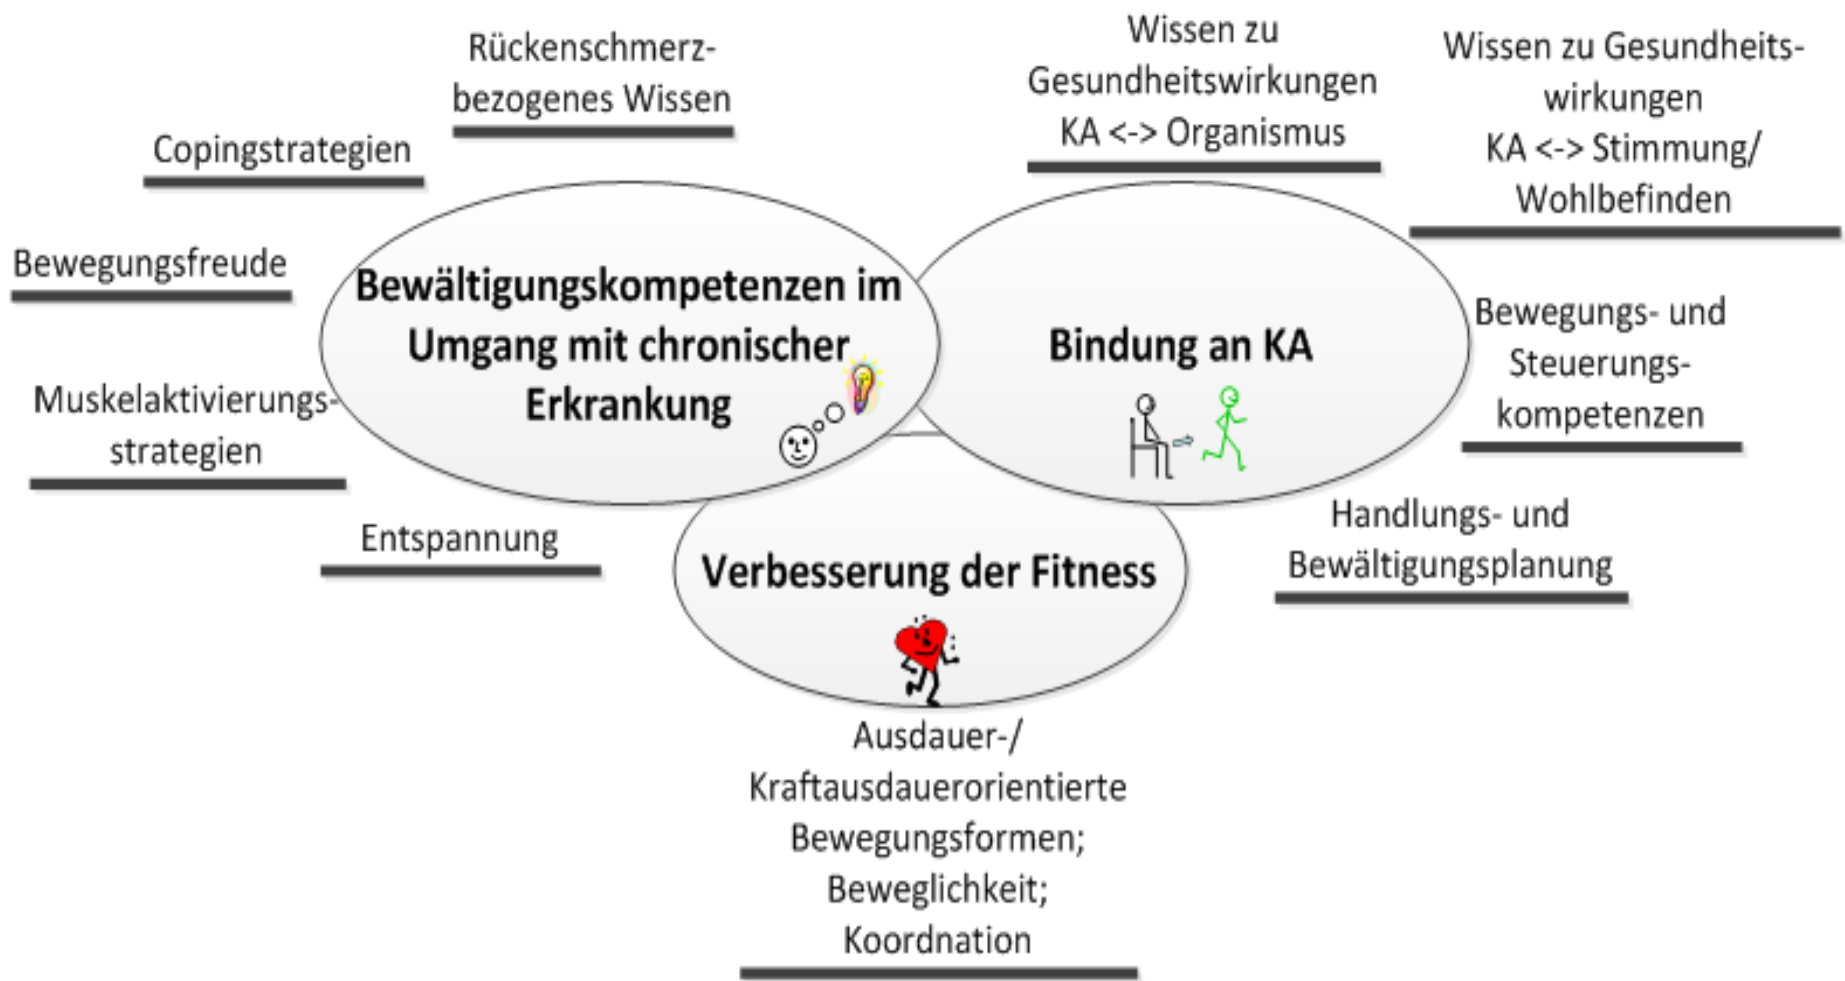 Rückenschmerz-
bezogenes Wissen
Copingstrategien
Bewegungsfreude
Muskelaktivierungs-
strategien
Entspannung
Bewältigungskompetenzen im
Umgang mit chronischer
Erkrankung
Wissen zu
Gesundheitswirkungen
KA <-> Organismus
Wissen zu Gesundheits-
wirkungen
KA <-> Stimmung/
Wohlbefinden
Bindung an KA
Bewegungs- und
Steuerungs-
kompetenzen
Handlungs- und
Bewältigungsplanung
Verbesserung der Fitness
Ausdauer-/
Kraftausdauerorientierte
Bewegungsformen;
Beweglichkeit;
Koordnation